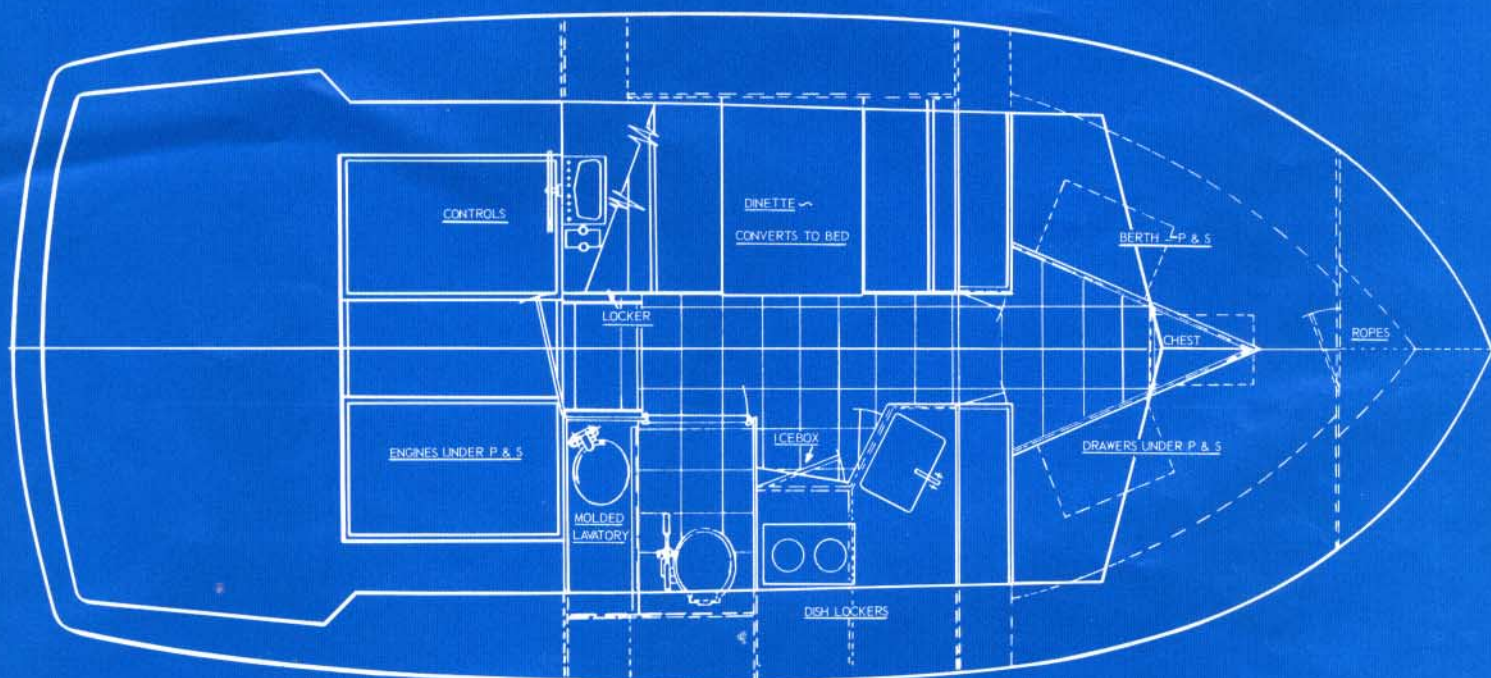 CONTROLS
DINETTE ~
CONVERTS TO BED
BERTH - P & S
LOCKER
CHEST
ROPES
ENGINES UNDER P & S
ICEBOX
DRAWERS UNDER P & S
MOLDED
LAVATORY
DISH LOCKERS